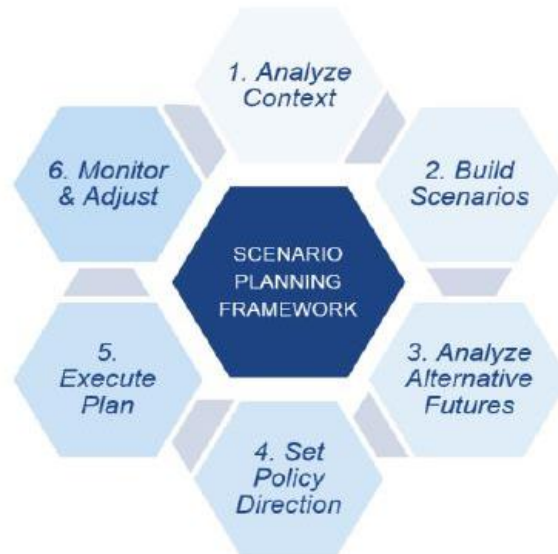 1. Analyze
Context
2. Build
Scenarios
3. Analyze
Alternative
Futures
4. Set
Policy
Direction
5.
Execute
Plan
6. Monitor
& Adjust
SCENARIO
PLANNING
FRAMEWORK